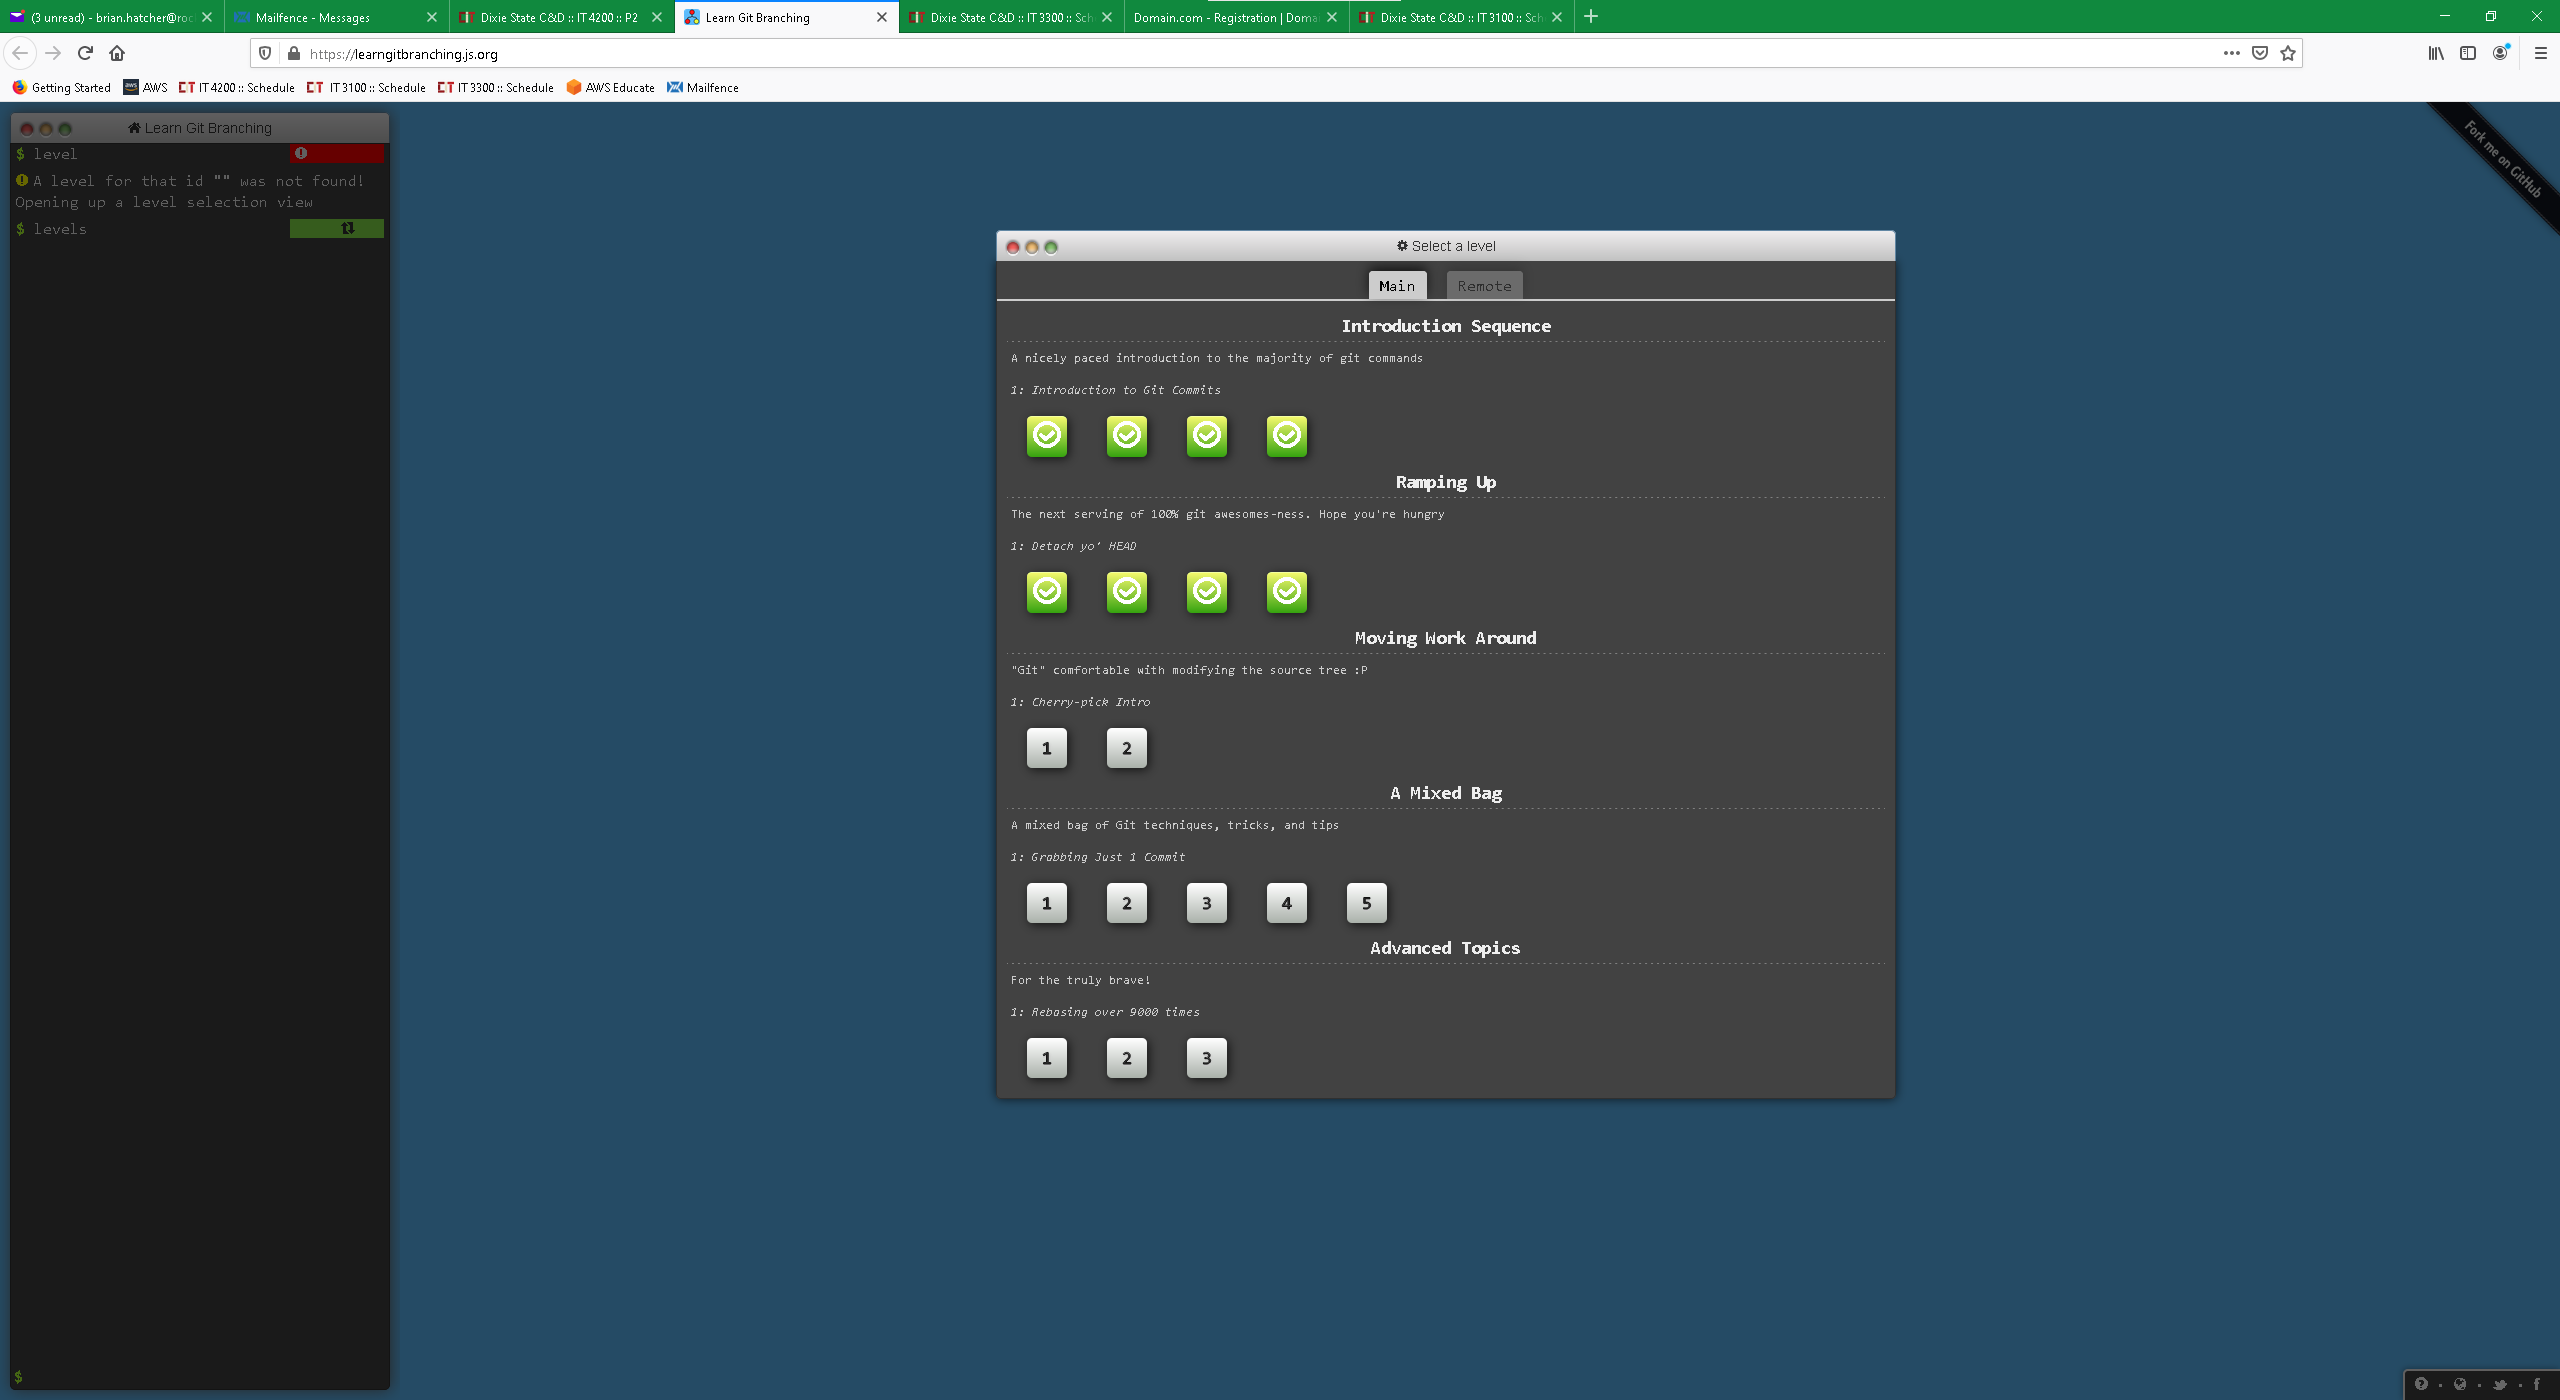 (3 unread) - brian.hatcher@roc
Mailfence - Messages
Dixie State C&D :: IT 4200 :: P2
Learn Git Branching
Dixie State C&D :: IT 3300 :: Sch
Domain.com - Registration | Doma
Dixie State C&D :: IT 3100 :: Sch
https://learngitbranching.js.org
Getting Started
AWS
IT 4200 :: Schedule
IT 3100 :: Schedule
IT 3300 :: Schedule
AWS Educate
Mailfence
Learn Git Branching
$ level
A level for that id "" was not found!
Opening up a level selection view
$ levels
$
Fork me on GitHub
Select a level
Main
Remote
Introduction Sequence
A nicely paced introduction to the majority of git commands
1: Introduction to Git Commits
Ramping Up
The next serving of 100% git awesomes-ness. Hope you're hungry
1: Detach yo' HEAD
Moving Work Around
"Git" comfortable with modifying the source tree :P
1: Cherry-pick Intro
1 2
A Mixed Bag
A mixed bag of Git techniques, tricks, and tips
1: Grabbing Just 1 Commit
1 2 3 4 5
Advanced Topics
For the truly brave!
1: Rebasing over 9000 times
1 2 3